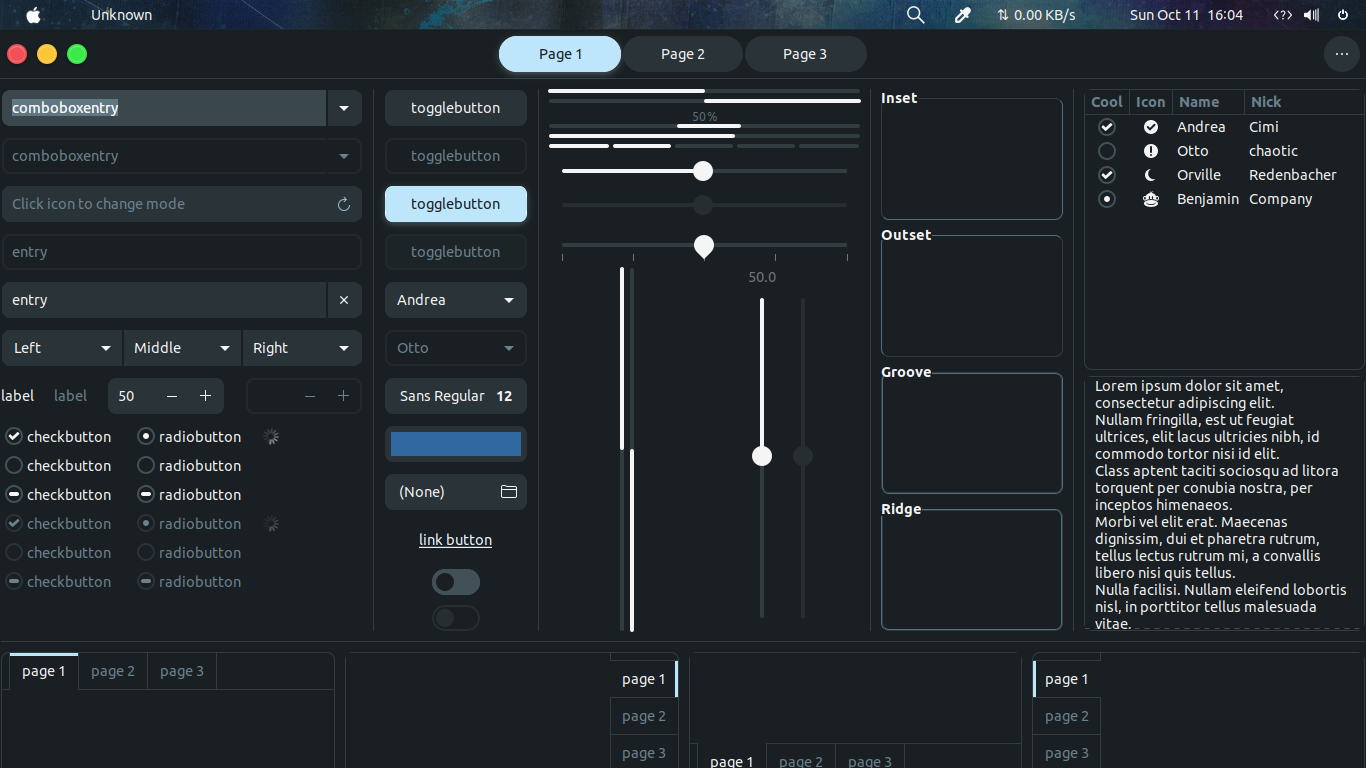 Unknown
0.00 KB/s
Sun Oct 11 16:04
<?>
Page 1
Page 2
Page 3
comboboxentry
comboboxentry
Click icon to change mode
entry
entry
Left
Middle
Right
label
label
50
checkbutton
radiobutton
checkbutton
radiobutton
checkbutton
radiobutton
checkbutton
radiobutton
checkbutton
radiobutton
checkbutton
radiobutton
togglebutton
togglebutton
togglebutton
togglebutton
Andrea
Otto
Sans Regular 12
(None)
link button
50 %
50.0
Inset
Outset
Groove
Ridge
Cool Icon Name Nick
Andrea Cimi
Otto chaotic
Orville Redenbacher
Benjamin Company
Lorem ipsum dolor sit amet,
consectetur adipiscing elit.
Nullam fringilla, est ut feugiat
ultrices, elit lacus ultricies nibh, id
commodo tortor nisi id elit.
Class aptent taciti sociosqu ad litora
torquent per conubia nostra, per
inceptos himenaeos.
Morbi vel elit erat. Maecenas
dignissim, dui et pharetra rutrum,
tellus lectus rutrum mi, a convallis
libero nisi quis tellus.
Nulla facilisi. Nullam eleifend lobortis
nisl, in porttitor tellus malesuada
vitae.
page 1
page 2
page 3
page 1
page 2
page 3
page 1
page 2
page 3
page 1
page 2
page 3